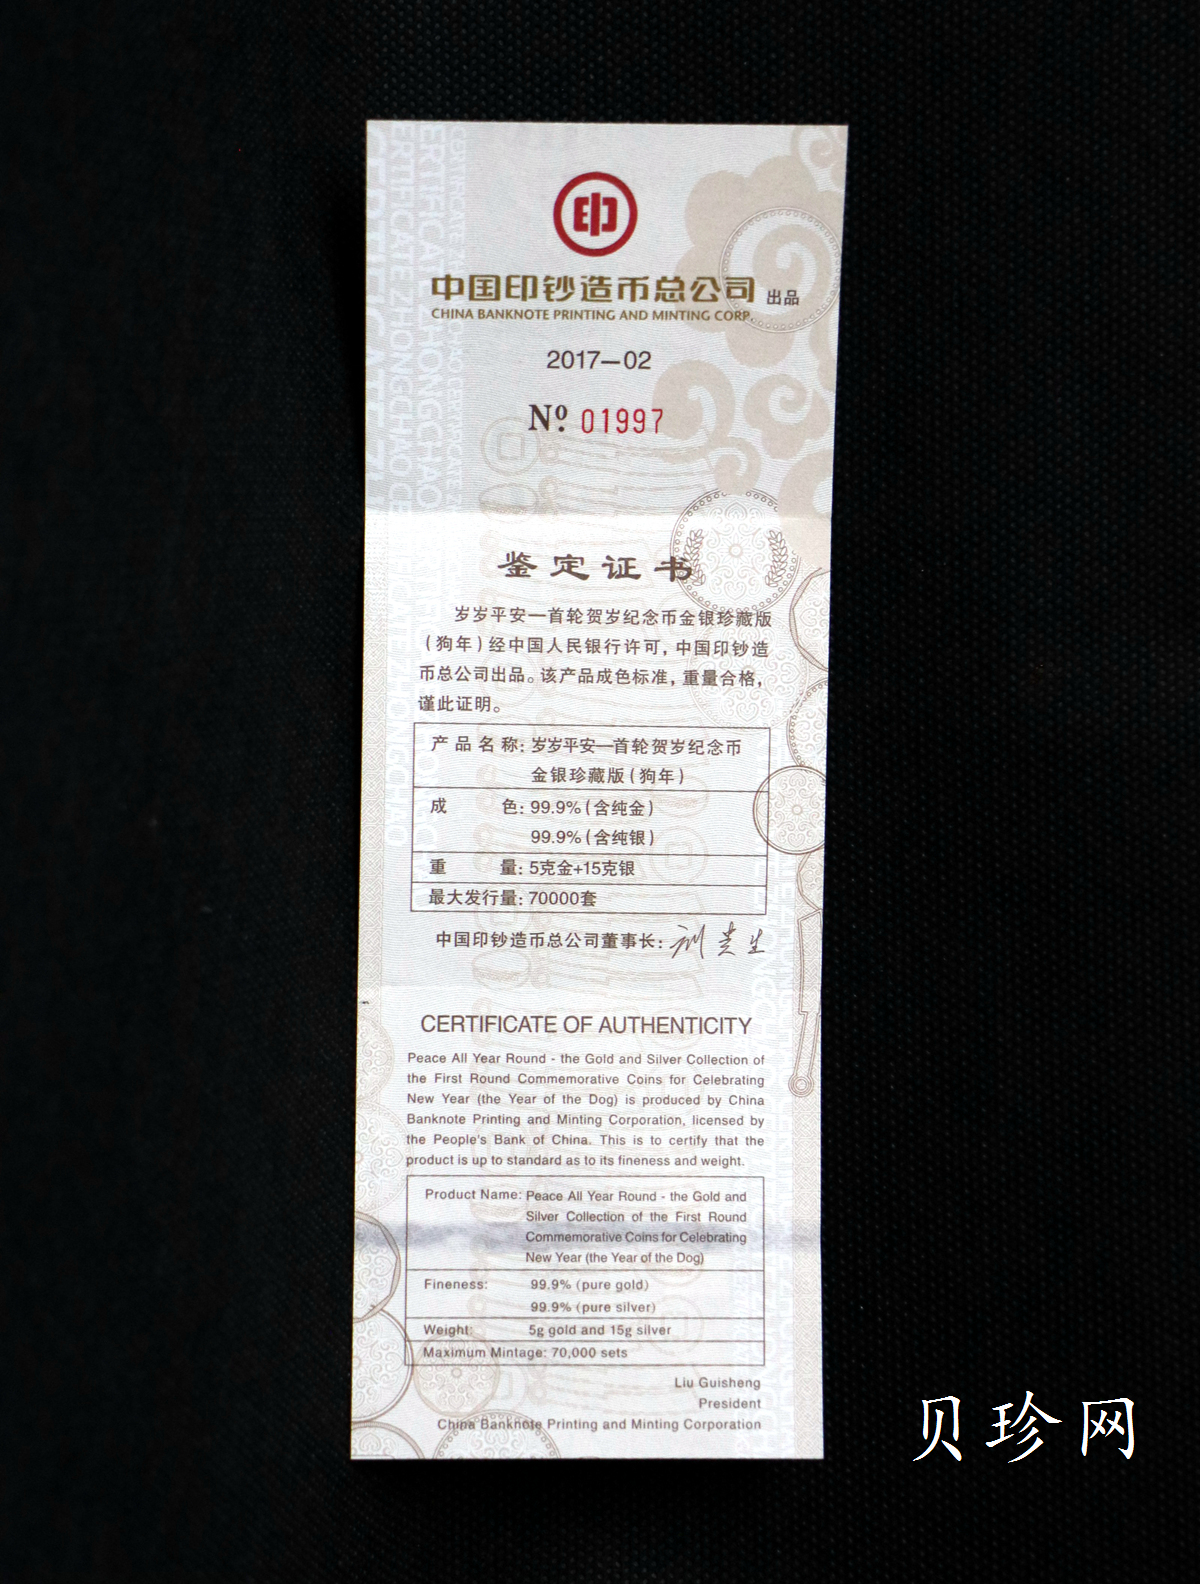 印
中国印钞造币总公司 出品
CHINA BANKNOTE PRINTING AND MINTING CORP.
2017—02
Nº 01997
鉴定证书
岁岁平安—首轮贺岁纪念币金银珍藏版
(狗年)经中国人民银行许可,中国印钞造
币总公司出品。该产品成色标准,重量合格,
谨此证明。
产品名称:岁岁平安—首轮贺岁纪念币
金银珍藏版(狗年)
成 色:99.9%(含纯金)
99.9%(含纯银)
重 量:5克金+15克银
最大发行量:70000套
中国印钞造币总公司董事长:刘贵生
CERTIFICATE OF AUTHENTICITY
Peace All Year Round - the Gold and Silver Collection of
the First Round Commemorative Coins for Celebrating
New Year (the Year of the Dog) is produced by China
Banknote Printing and Minting Corporation, licensed by
the People's Bank of China. This is to certify that the
product is up to standard as to its fineness and weight.
Product Name: Peace All Year Round - the Gold and
Silver Collection of the First Round
Commemorative Coins for Celebrating
New Year (the Year of the Dog)
Fineness: 99.9% (pure gold)
99.9% (pure silver)
Weight: 5g gold and 15g silver
Maximum Mintage: 70,000 sets
Liu Guisheng
President
China Banknote Printing and Minting Corporation
贝珍网